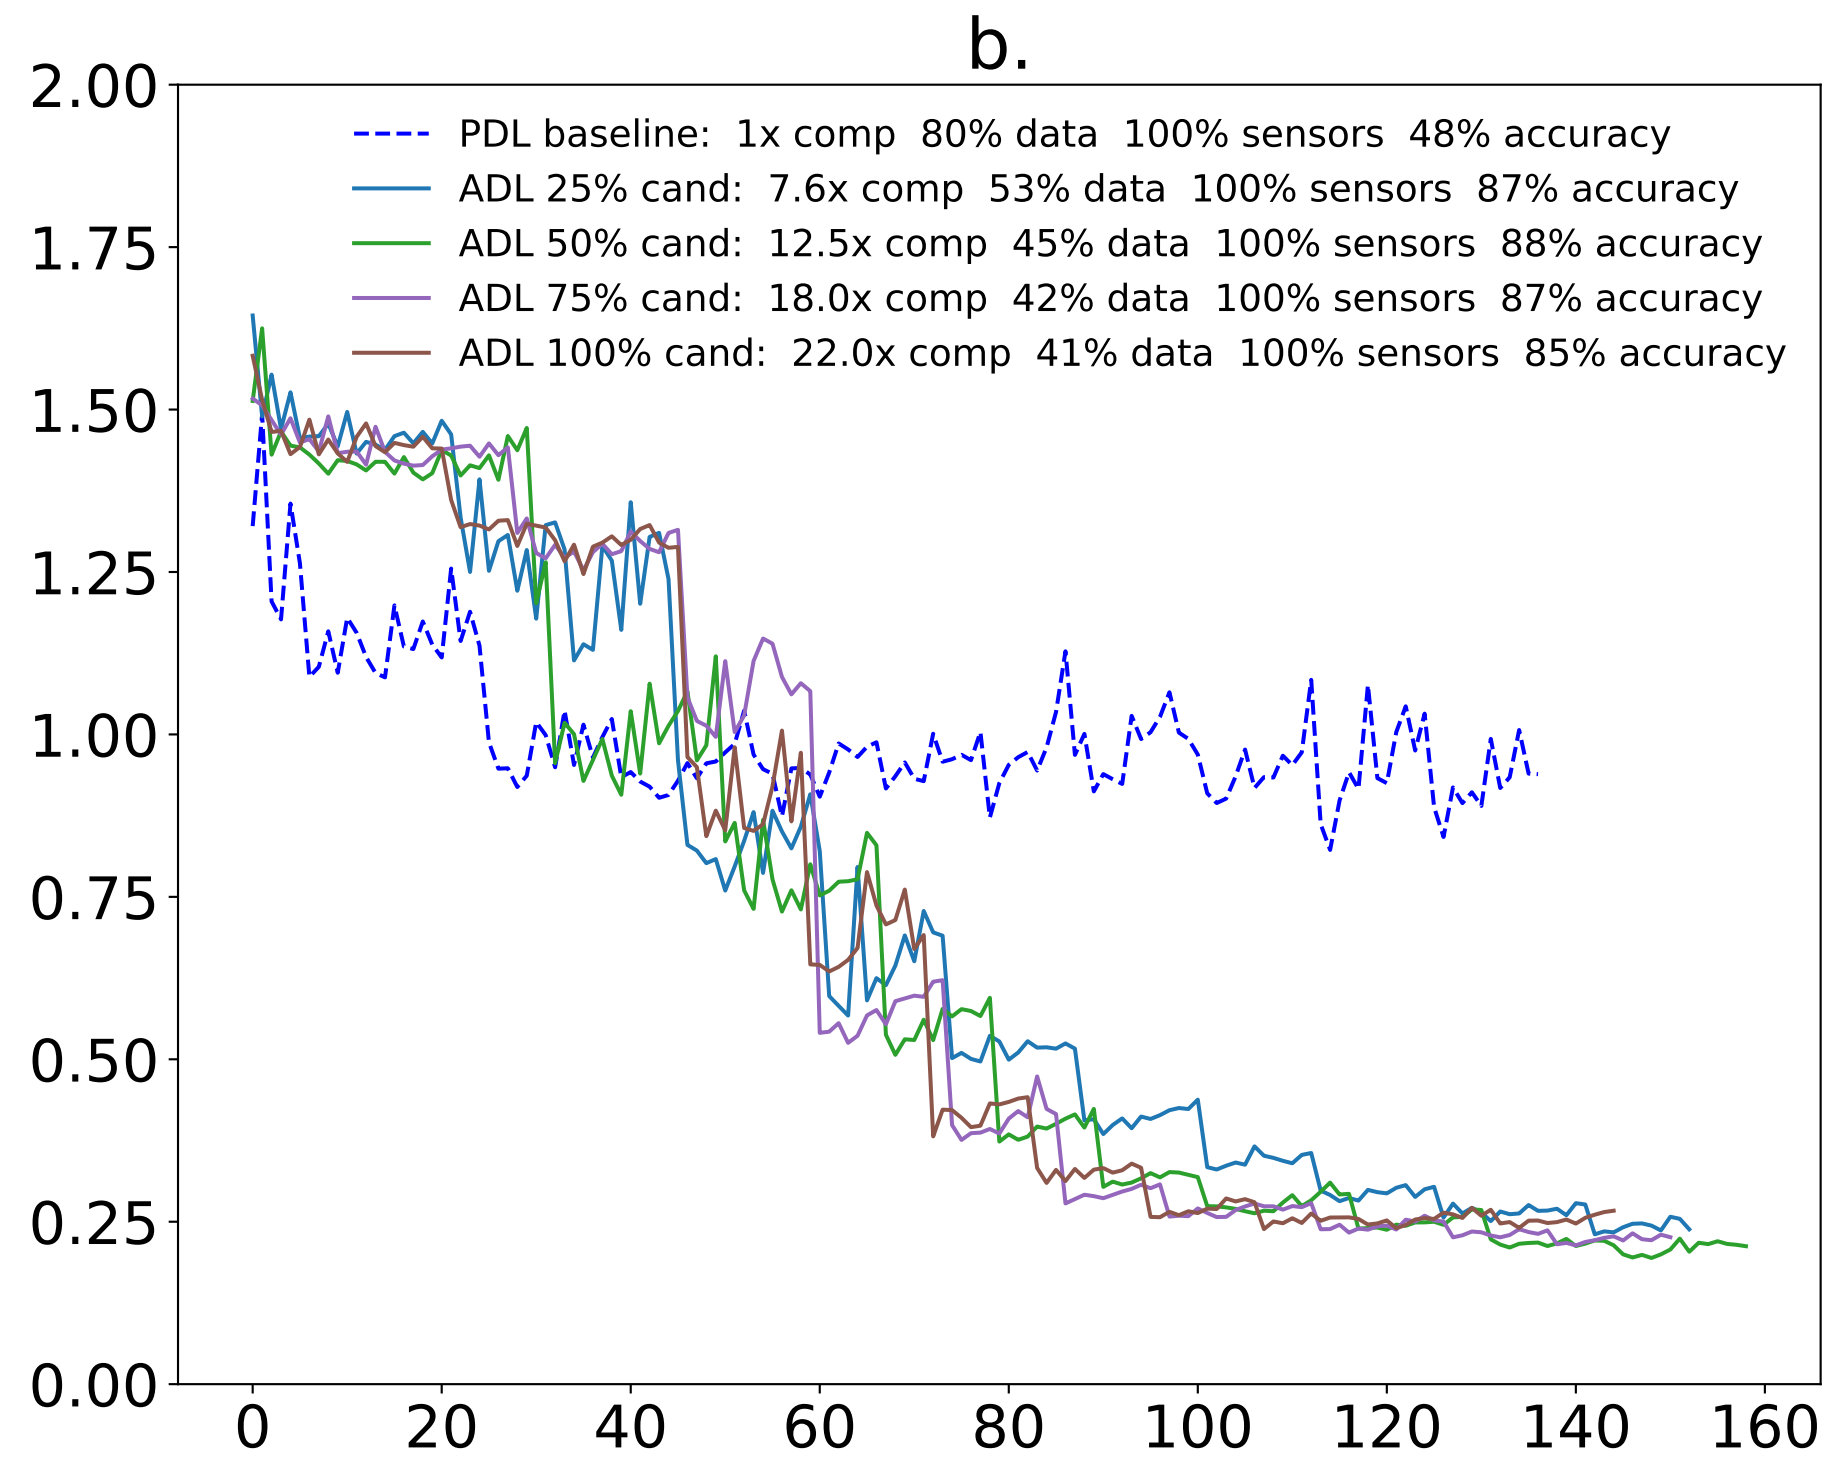 b.
2.00
PDL baseline:  1x comp  80% data  100% sensors  48% accuracy
ADL 25% cand:  7.6x comp  53% data  100% sensors  87% accuracy
1.75
ADL 50% cand:  12.5x comp  45% data  100% sensors  88% accuracy
ADL 75% cand:  18.0x comp  42% data  100% sensors  87% accuracy
ADL 100% cand:  22.0x comp  41% data  100% sensors  85% accuracy
1.50
1.25
1.00
0.75
0.50
0.25
0.00
0 20 40 60 80 100 120 140 160